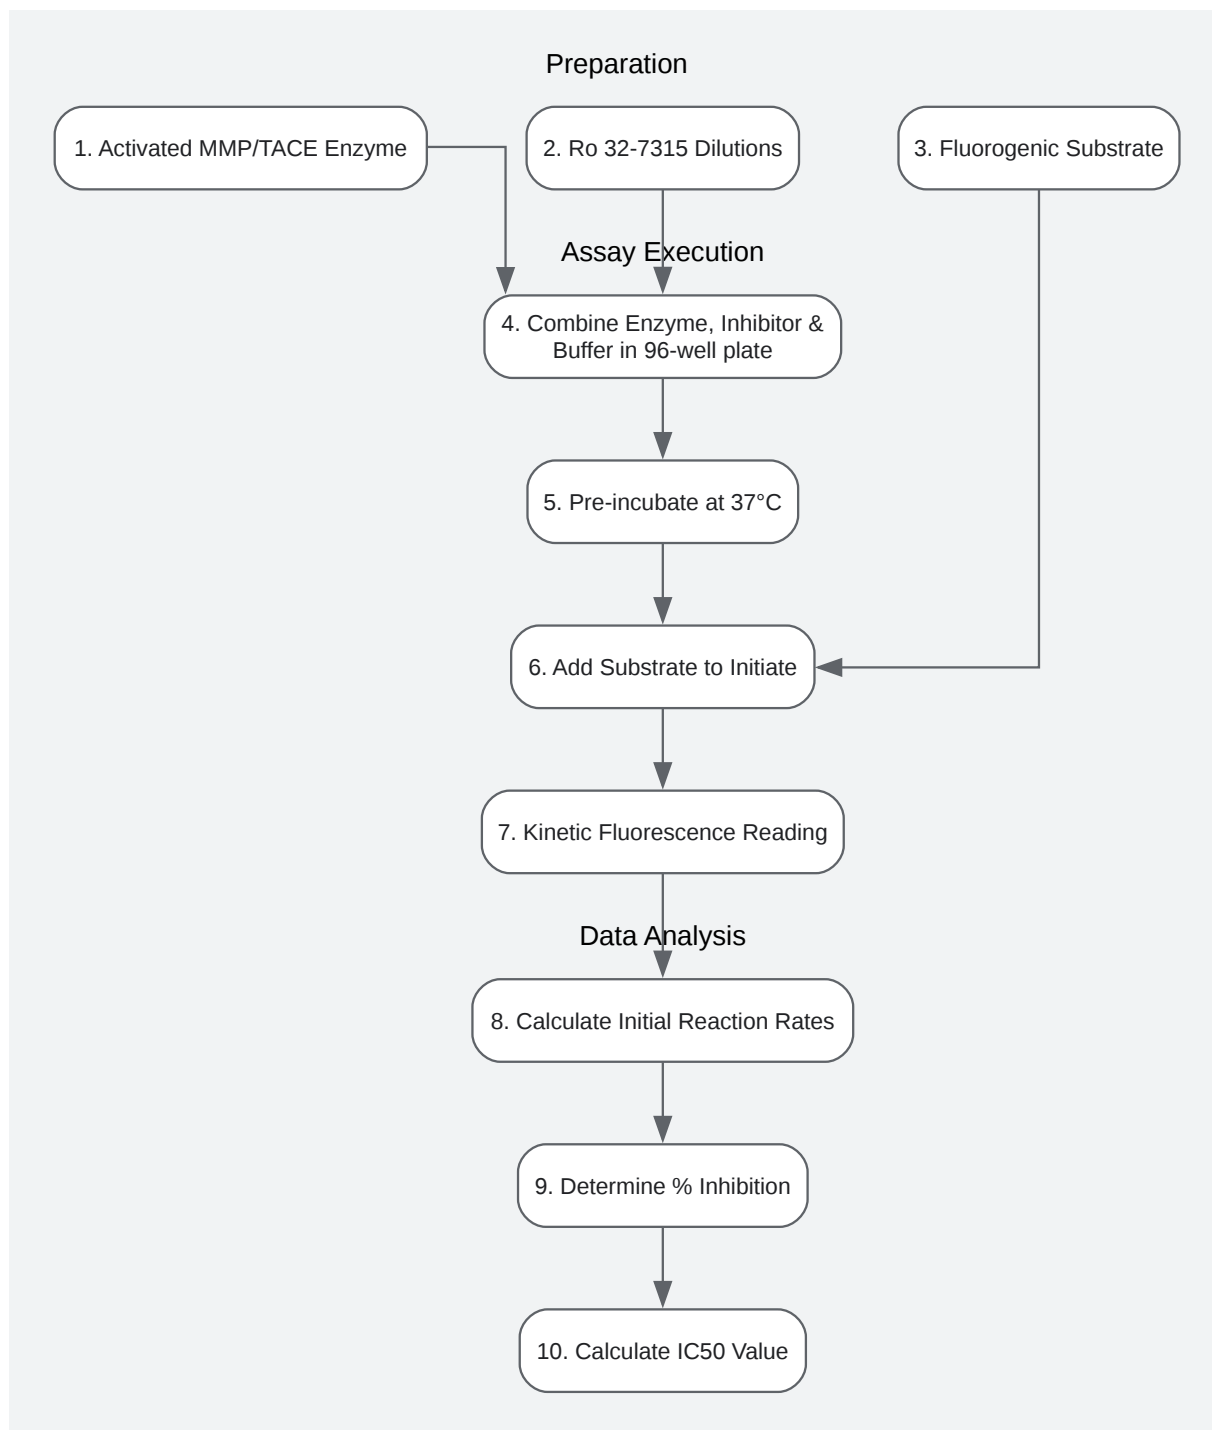 Preparation
1. Activated MMP/TACE Enzyme
2. Ro 32-7315 Dilutions
3. Fluorogenic Substrate
Assay Execution
4. Combine Enzyme, Inhibitor &
Buffer in 96-well plate
5. Pre-incubate at 37°C
6. Add Substrate to Initiate
7. Kinetic Fluorescence Reading
Data Analysis
8. Calculate Initial Reaction Rates
9. Determine % Inhibition
10. Calculate IC50 Value